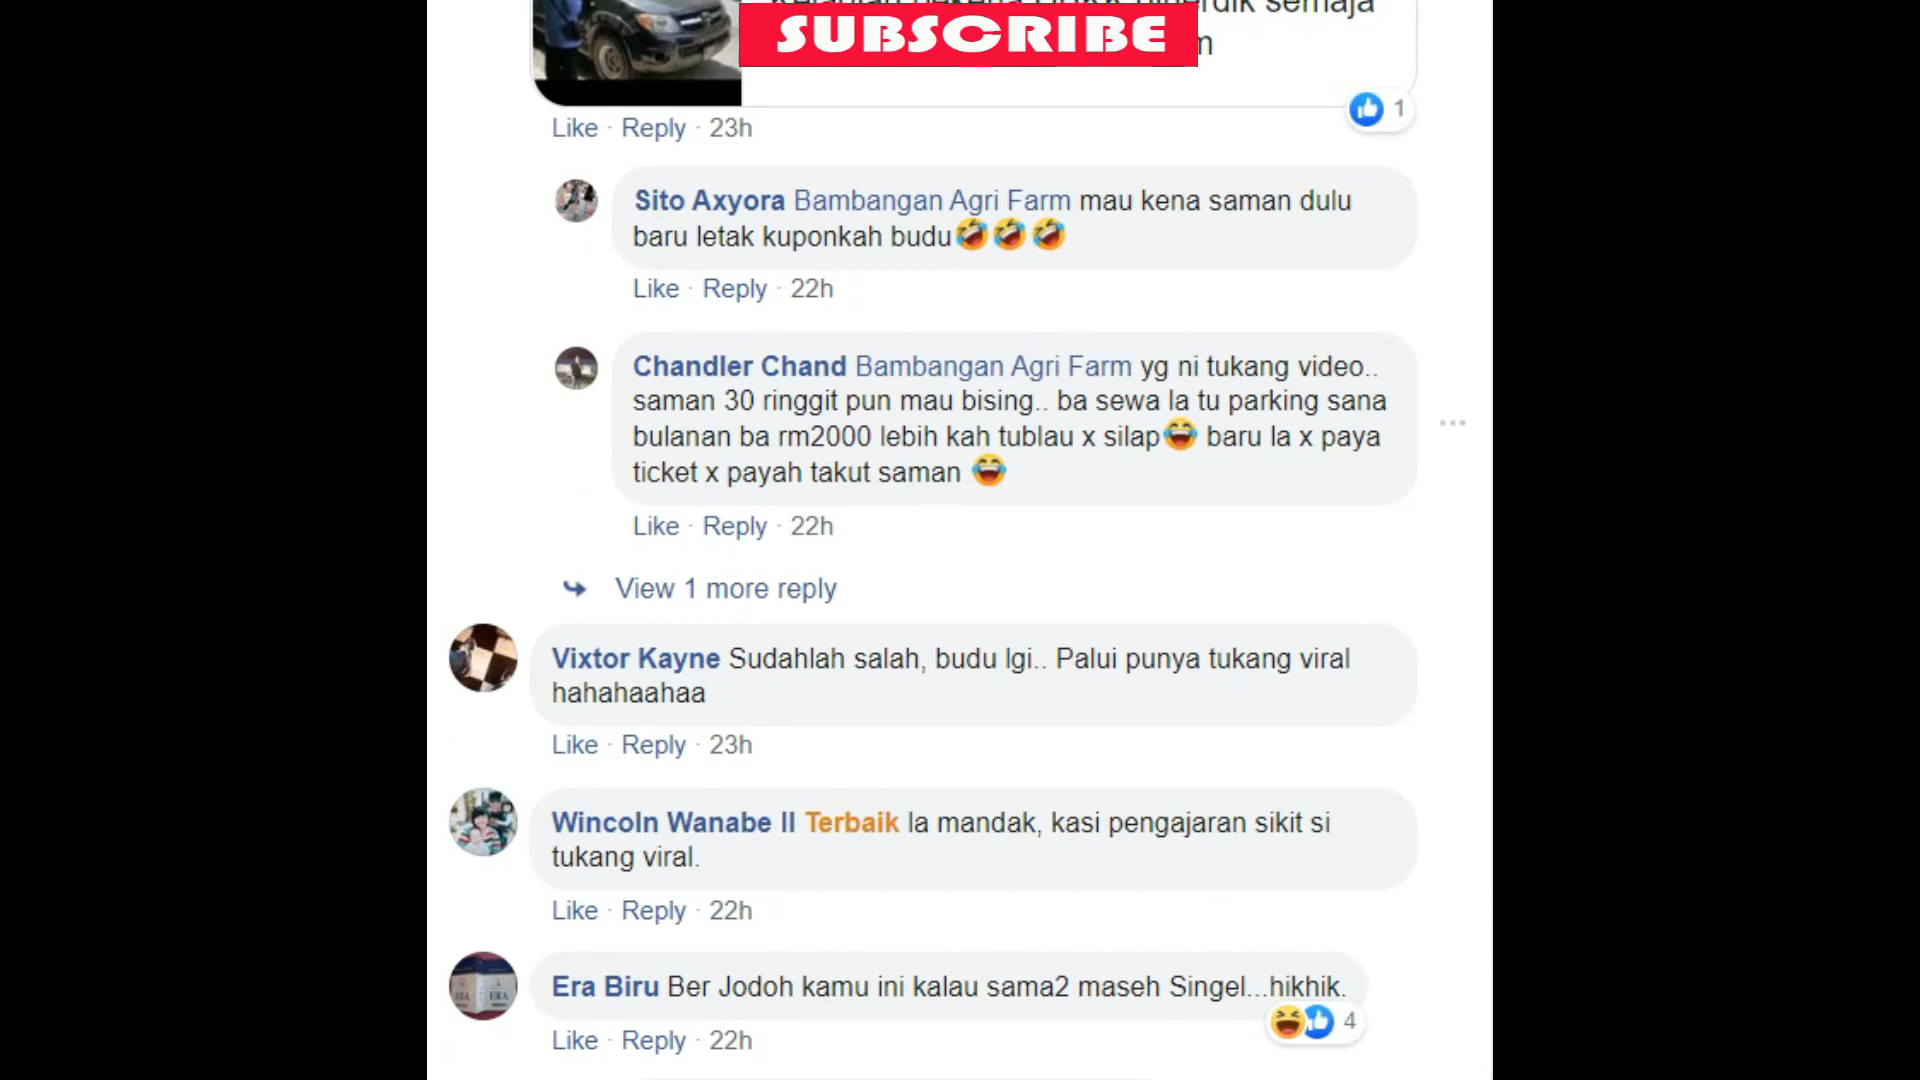 semaja
SUBSCRIBE
1
Like · Reply · 23h
Sito Axyora Bambangan Agri Farm mau kena saman dulu
baru letak kuponkah budu🤣🤣🤣
Like · Reply · 22h
Chandler Chand Bambangan Agri Farm yg ni tukang video..
saman 30 ringgit pun mau bising.. ba sewa la tu parking sana
bulanan ba rm2000 lebih kah tublau x silap😂 baru la x paya
ticket x payah takut saman 😂
Like · Reply · 22h
View 1 more reply
Vixtor Kayne Sudahlah salah, budu lgi.. Palui punya tukang viral
hahahaahaa
Like · Reply · 23h
Wincoln Wanabe II Terbaik la mandak, kasi pengajaran sikit si
tukang viral.
Like · Reply · 22h
Era Biru Ber Jodoh kamu ini kalau sama2 maseh Singel...hikhik.
4
Like · Reply · 22h